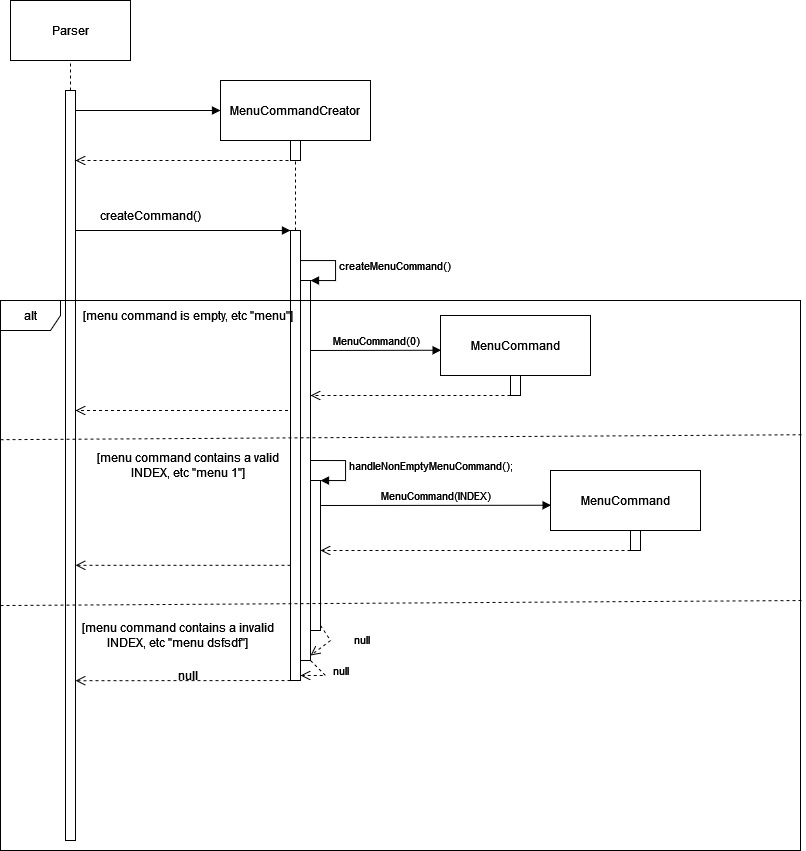 Parser
MenuCommandCreator
createCommand()
createMenuCommand()
alt
[menu command is empty, etc "menu"]
MenuCommand(0)
MenuCommand
[menu command contains a valid
INDEX, etc "menu 1"]
handleNonEmptyMenuCommand();
MenuCommand(INDEX)
MenuCommand
[menu command contains a invalid
INDEX, etc "menu dsfsdf"]
null
null
null